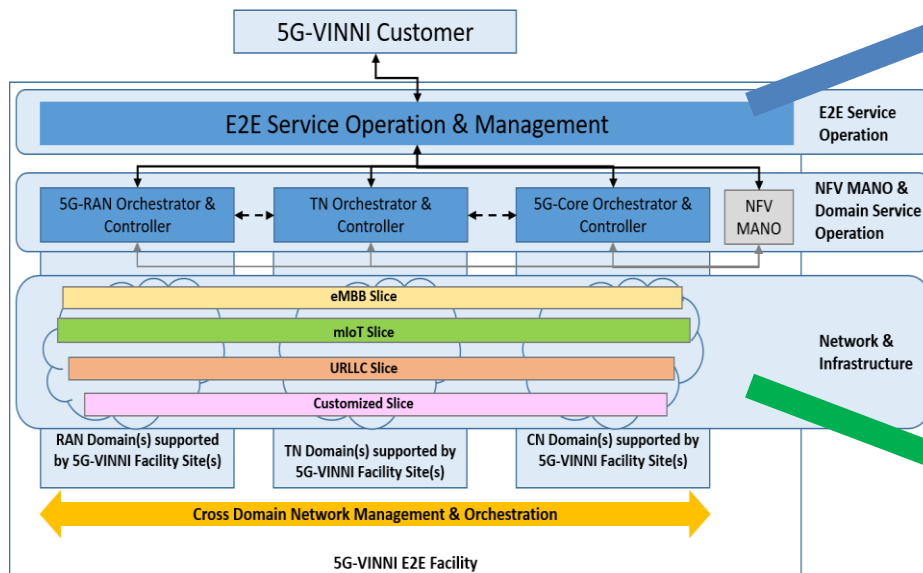 5G-VINNI Customer
E2E Service Operation & Management
E2E Service
Operation
5G-RAN Orchestrator &
Controller
TN Orchestrator &
Controller
5G-Core Orchestrator &
Controller
NFV
MANO
NFV MANO &
Domain Service
Operation
eMBB Slice
mIoT Slice
URLLC Slice
Customized Slice
Network &
Infrastructure
RAN Domain(s) supported
by 5G-VINNI Facility Site(s)
TN Domain(s) supported by
5G-VINNI Facility Site(s)
CN Domain(s) supported by
5G-VINNI Facility Site(s)
Cross Domain Network Management & Orchestration
5G-VINNI E2E Facility